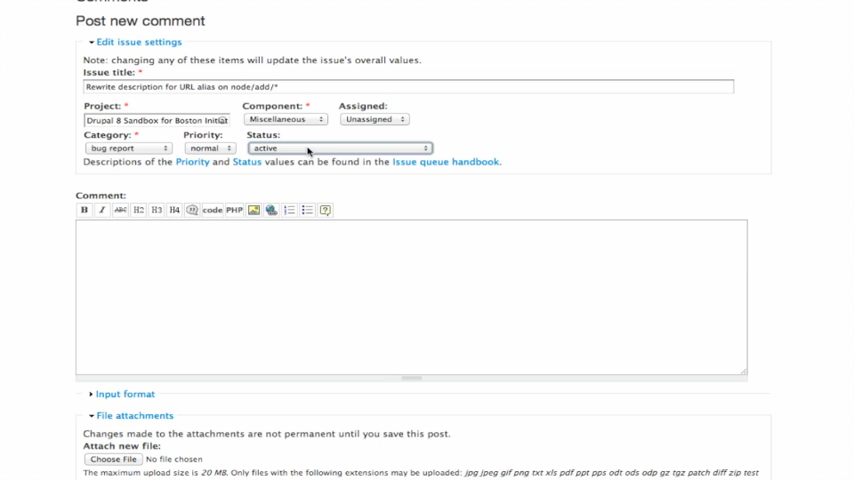 Comments
Post new comment
Edit issue settings
Note: changing any of these items will update the issue's overall values.
Issue title: *
Rewrite description for URL alias on node/add/*
Project: * Component: * Assigned:
Drupal 8 Sandbox for Boston Initiat Miscellaneous Unassigned
Category: * Priority: Status:
bug report normal active
Descriptions of the Priority and Status values can be found in the Issue queue handbook.
Comment:
B I ABC H2 H3 H4 code PHP
Input format
File attachments
Changes made to the attachments are not permanent until you save this post.
Attach new file:
Choose File No file chosen
The maximum upload size is 20 MB. Only files with the following extensions may be uploaded: jpg jpeg gif png txt xls pdf ppt pps odt ods odp gz tgz patch diff zip test